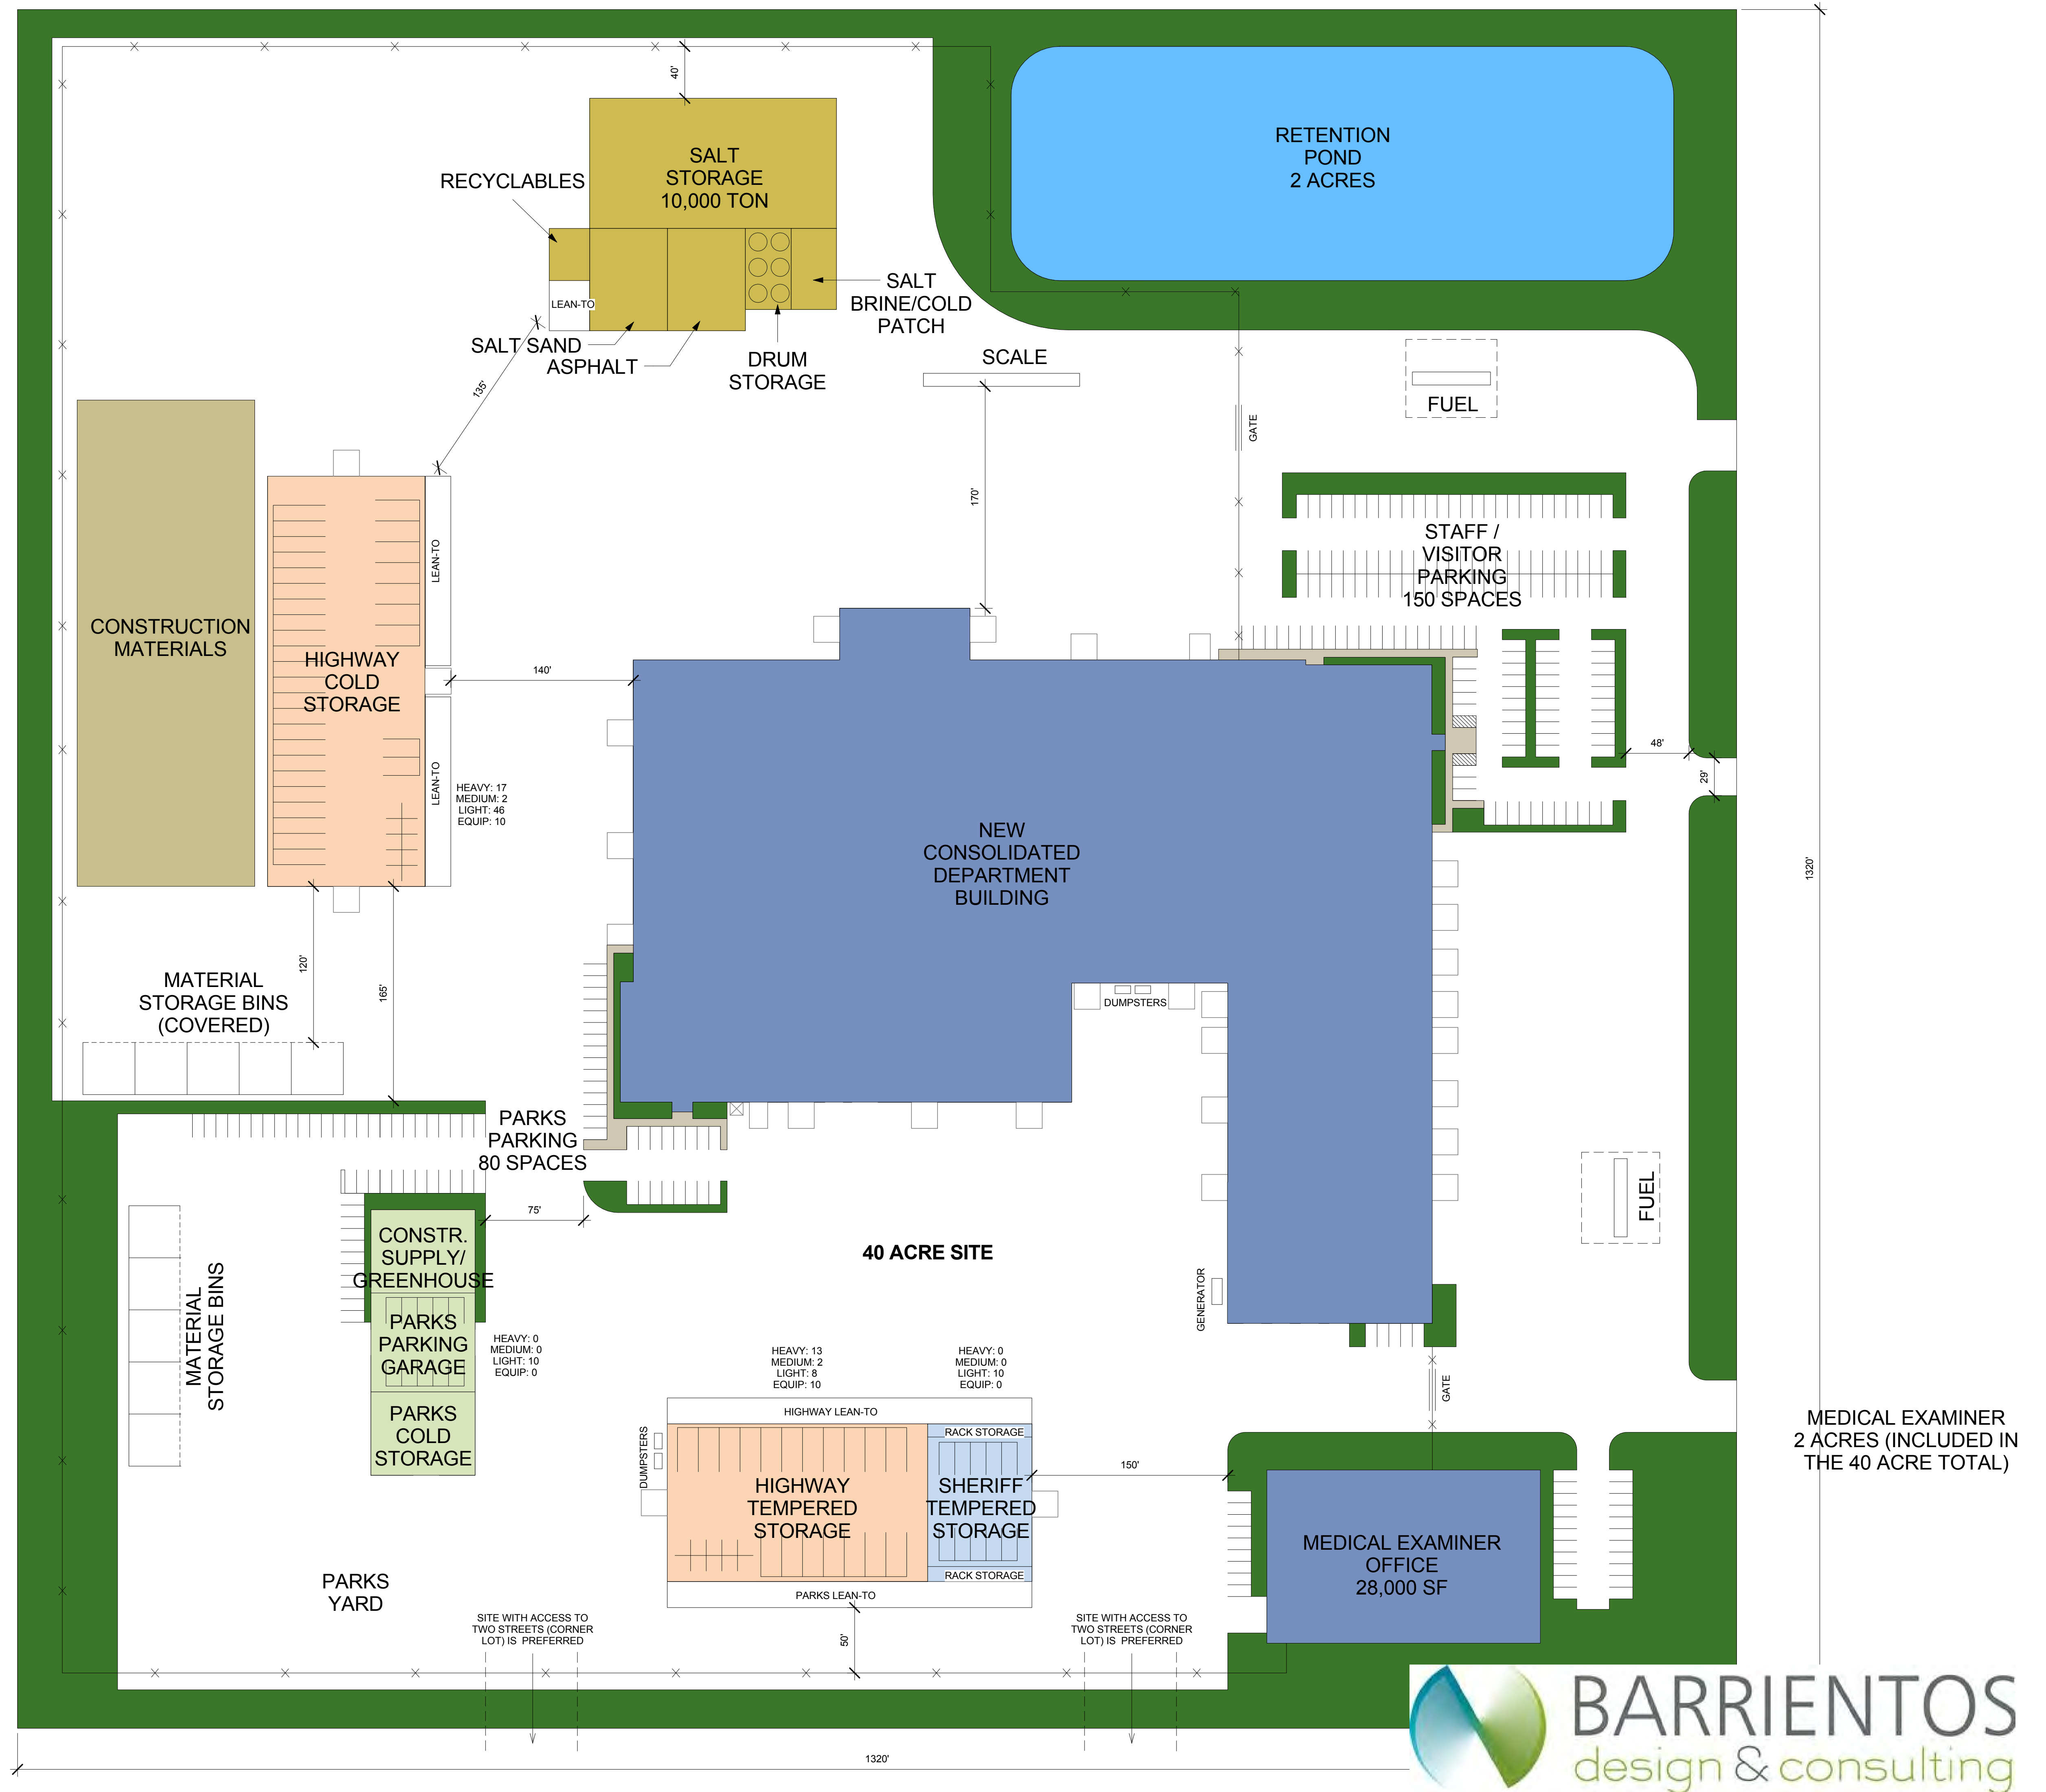 40'
RETENTION
POND
2 ACRES
SALT
STORAGE
10,000 TON
RECYCLABLES
LEAN-TO
SALT
BRINE/COLD
PATCH
SALT SAND
ASPHALT
DRUM
STORAGE
SCALE
135'
FUEL
GATE
170'
STAFF /
VISITOR
PARKING
150 SPACES
LEAN-TO
CONSTRUCTION
MATERIALS
HIGHWAY
COLD
STORAGE
140'
48'
29'
LEAN-TO
HEAVY: 17
MEDIUM: 2
LIGHT: 46
EQUIP: 10
NEW
CONSOLIDATED
DEPARTMENT
BUILDING
1320'
120'
165'
MATERIAL
STORAGE BINS
(COVERED)
DUMPSTERS
PARKS
PARKING
80 SPACES
75'
FUEL
CONSTR.
SUPPLY/
GREENHOUSE
40 ACRE SITE
MATERIAL
STORAGE BINS
GENERATOR
PARKS
PARKING
GARAGE
HEAVY: 0
MEDIUM: 0
LIGHT: 10
EQUIP: 0
HEAVY: 13
MEDIUM: 2
LIGHT: 8
EQUIP: 10
HEAVY: 0
MEDIUM: 0
LIGHT: 10
EQUIP: 0
GATE
PARKS
COLD
STORAGE
HIGHWAY LEAN-TO
RACK STORAGE
DUMPSTERS
150'
MEDICAL EXAMINER
2 ACRES (INCLUDED IN
THE 40 ACRE TOTAL)
HIGHWAY
TEMPERED
STORAGE
SHERIFF
TEMPERED
STORAGE
MEDICAL EXAMINER
OFFICE
28,000 SF
RACK STORAGE
PARKS LEAN-TO
PARKS
YARD
SITE WITH ACCESS TO
TWO STREETS (CORNER
LOT) IS PREFERRED
50'
SITE WITH ACCESS TO
TWO STREETS (CORNER
LOT) IS PREFERRED
1320'
BARRIENTOS
design & consulting